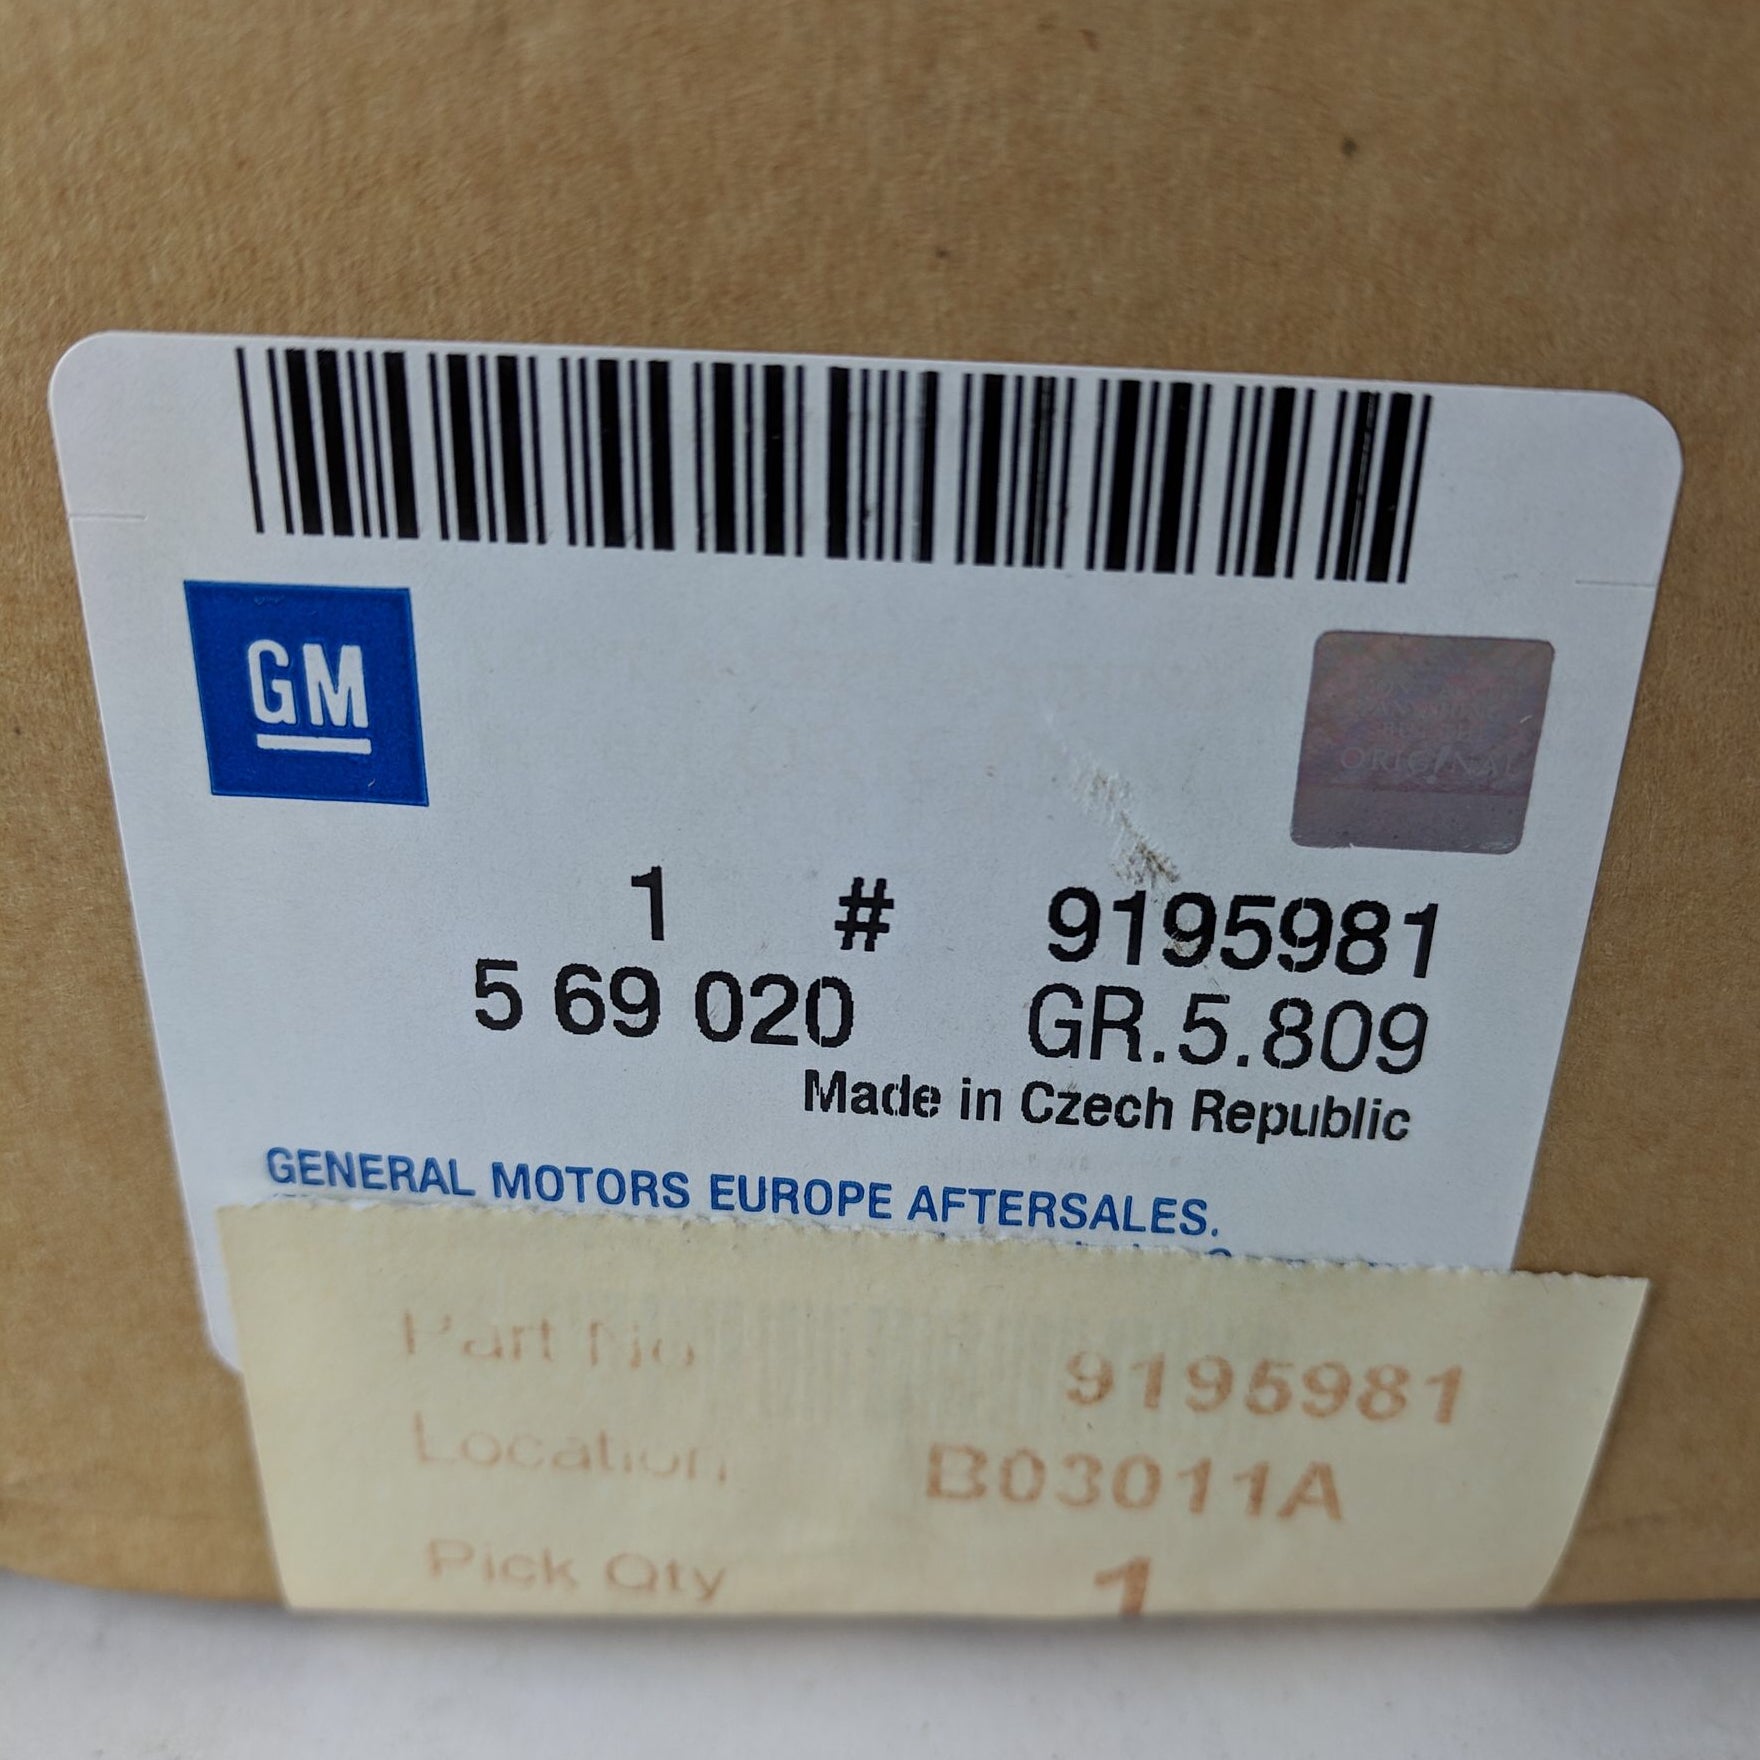 GM
ORIGINAL
1 # 9195981
5 69 020 GR.5.809
Made in Czech Republic
GENERAL MOTORS EUROPE AFTERSALES.
Part No 9195981
Location B03011A
Pick Qty 1